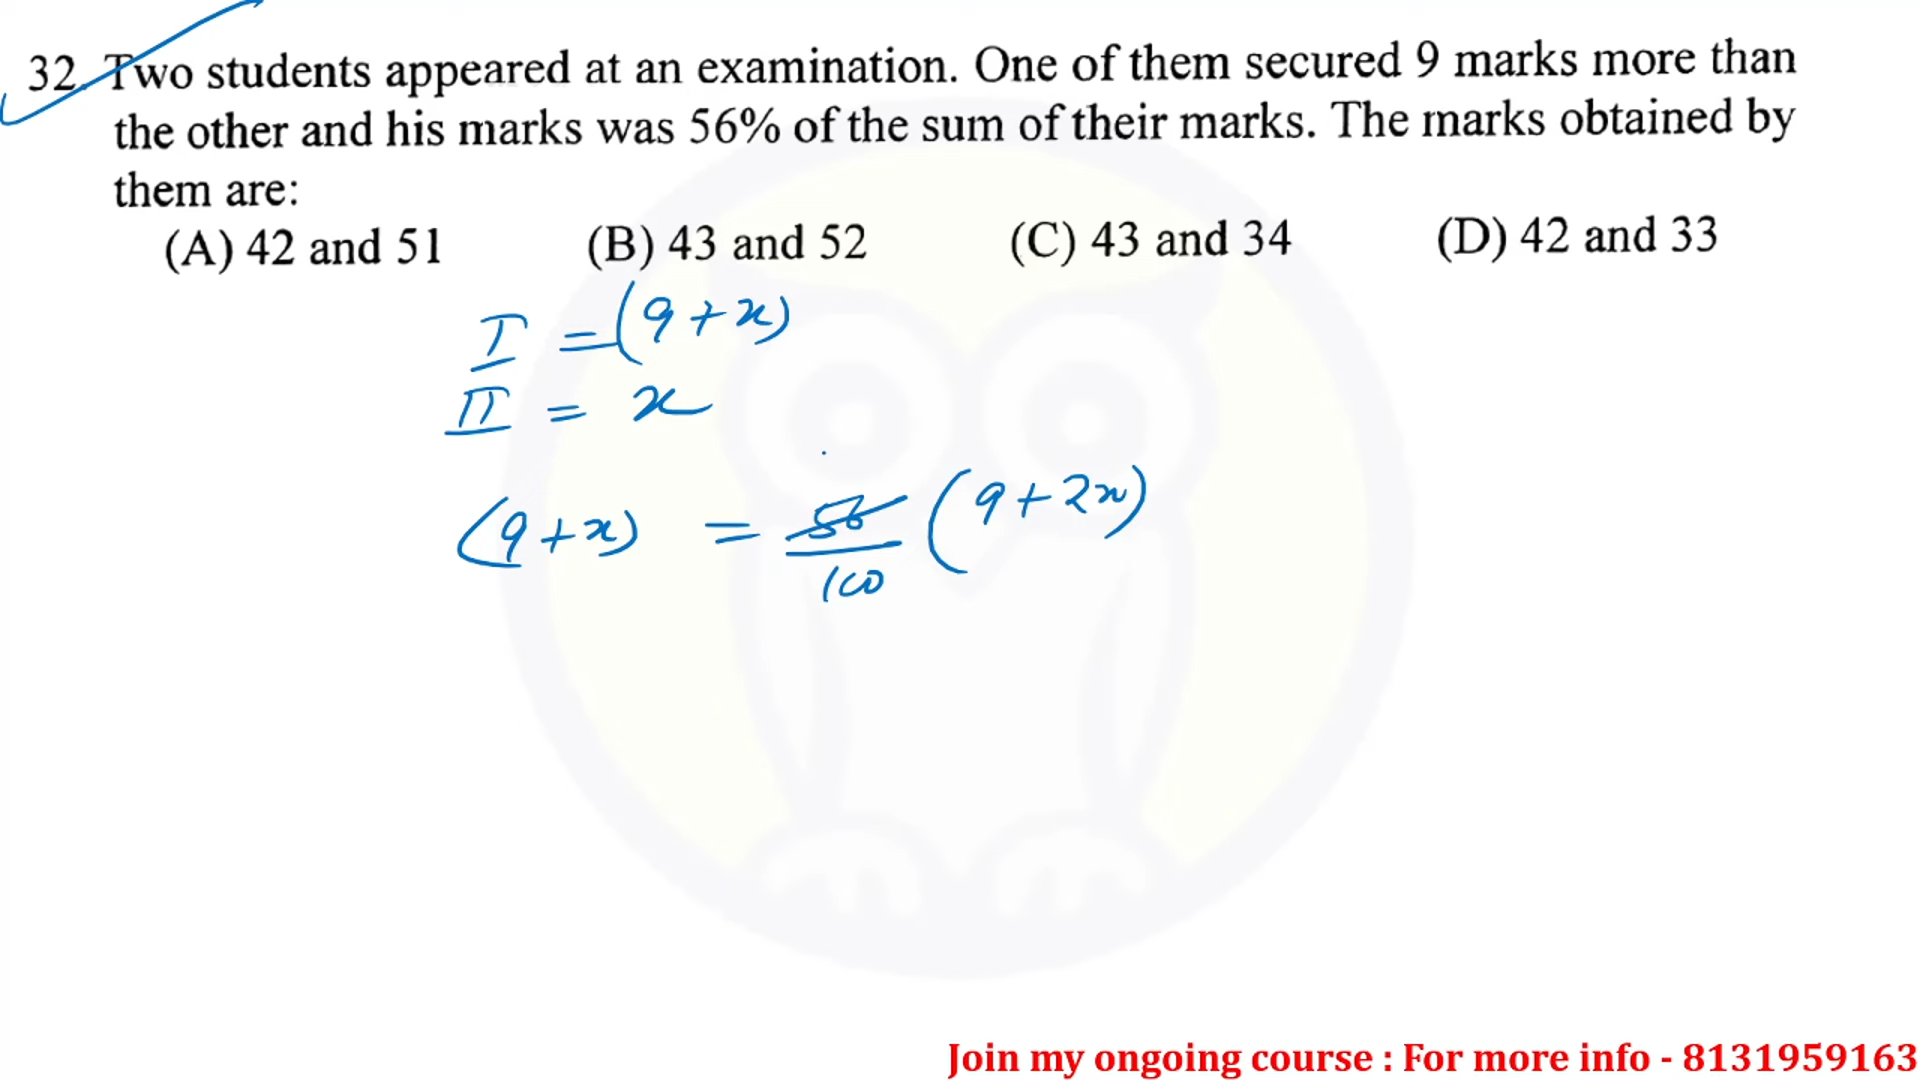 32. Two students appeared at an examination. One of them secured 9 marks more than
the other and his marks was 56% of the sum of their marks. The marks obtained by
them are:
(A) 42 and 51 (B) 43 and 52 (C) 43 and 34 (D) 42 and 33
I = (9 + x)
II = x
(9 + x) = 56/100 (9 + 2x)
Join my ongoing course : For more info - 8131959163